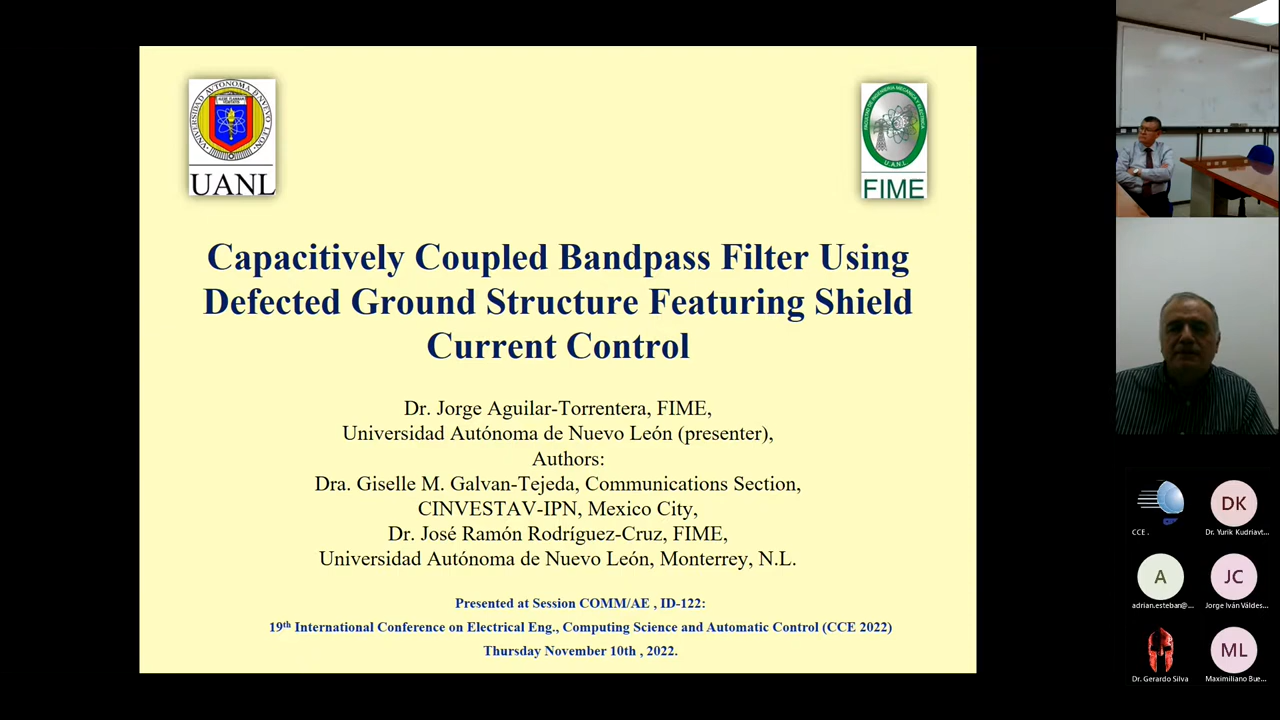 UANL
FIME
Capacitively Coupled Bandpass Filter Using
Defected Ground Structure Featuring Shield
Current Control
Dr. Jorge Aguilar-Torrentera, FIME,
Universidad Autónoma de Nuevo León (presenter),
Authors:
Dra. Giselle M. Galvan-Tejeda, Communications Section,
CINVESTAV-IPN, Mexico City,
Dr. José Ramón Rodríguez-Cruz, FIME,
Universidad Autónoma de Nuevo León, Monterrey, N.L.
Presented at Session COMM/AE , ID-122:
19th International Conference on Electrical Eng., Computing Science and Automatic Control (CCE 2022)
Thursday November 10th , 2022.
CCE .
DK
Dr. Yurik Kudriavt...
A
adrian.esteban@...
JC
Jorge Iván Váldes...
Dr. Gerardo Silva
ML
Maximiliano Bue...